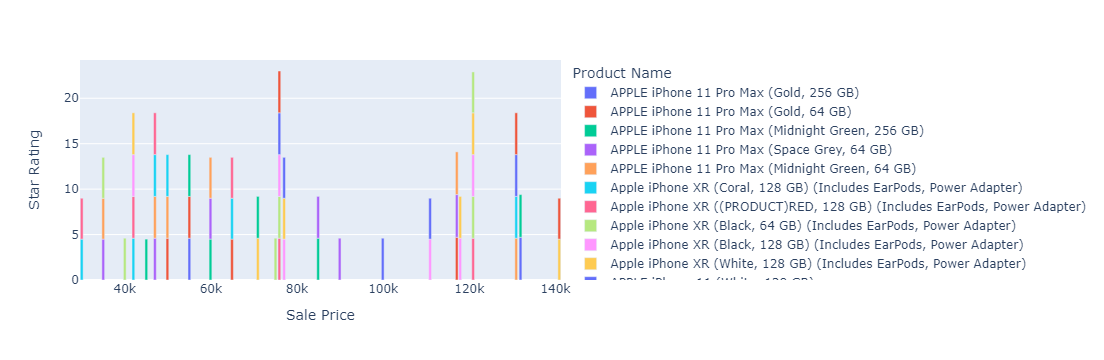 Product Name
APPLE iPhone 11 Pro Max (Gold, 256 GB)
APPLE iPhone 11 Pro Max (Gold, 64 GB)
APPLE iPhone 11 Pro Max (Midnight Green, 256 GB)
APPLE iPhone 11 Pro Max (Space Grey, 64 GB)
APPLE iPhone 11 Pro Max (Midnight Green, 64 GB)
Apple iPhone XR (Coral, 128 GB) (Includes EarPods, Power Adapter)
Apple iPhone XR ((PRODUCT)RED, 128 GB) (Includes EarPods, Power Adapter)
Apple iPhone XR (Black, 64 GB) (Includes EarPods, Power Adapter)
Apple iPhone XR (Black, 128 GB) (Includes EarPods, Power Adapter)
Apple iPhone XR (White, 128 GB) (Includes EarPods, Power Adapter)
Star Rating
20
15
10
5
0
40k 60k 80k 100k 120k 140k
Sale Price